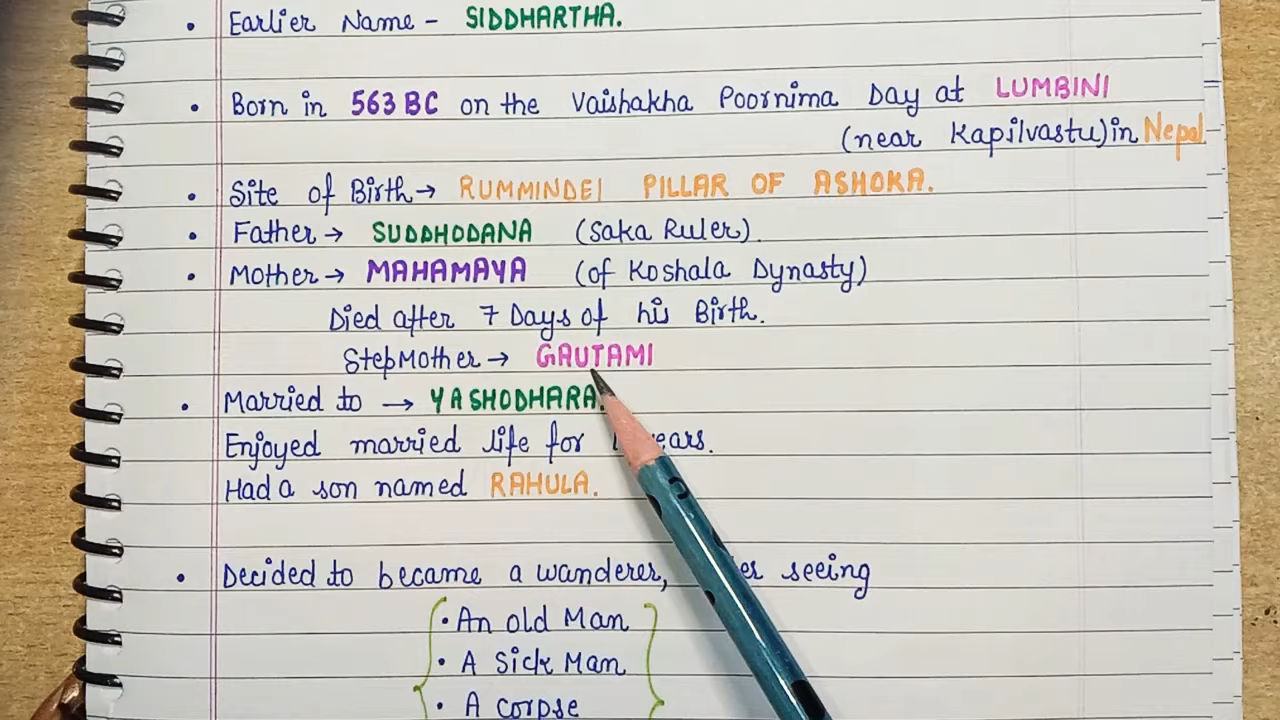 • Earlier Name - SIDDHARTHA.
• Born in 563 BC on the Vaishakha Poornima Day at LUMBINI
(near Kapilvastu) in Nepal
• Site of Birth → RUMMINDEI PILLAR OF ASHOKA.
• Father → SUDDHODANA (Saka Ruler).
• Mother → MAHAMAYA (of Koshala Dynasty)
Died after 7 Days of his Birth.
StepMother → GAUTAMI
• Married to → YASHODHARA.
Enjoyed married life for
Had a son named RAHULA.
• Decided to became a wanderer, seeing
• An old Man
• A Sick Man
• A corpse